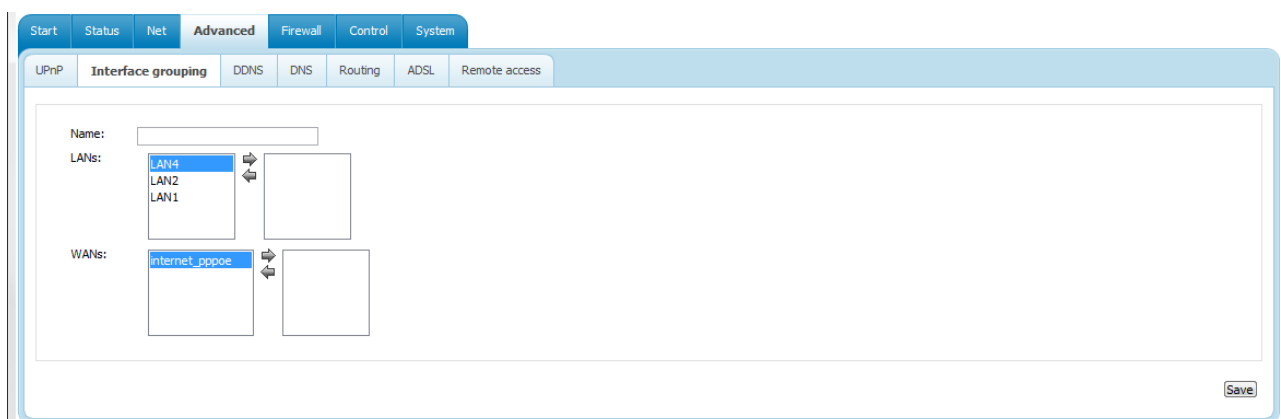 Start Status Net Advanced Firewall Control System
UPnP Interface grouping DDNS DNS Routing ADSL Remote access
Name:
LANs:
LAN4
LAN2
LAN1
WANs:
internet_pppoe
Save